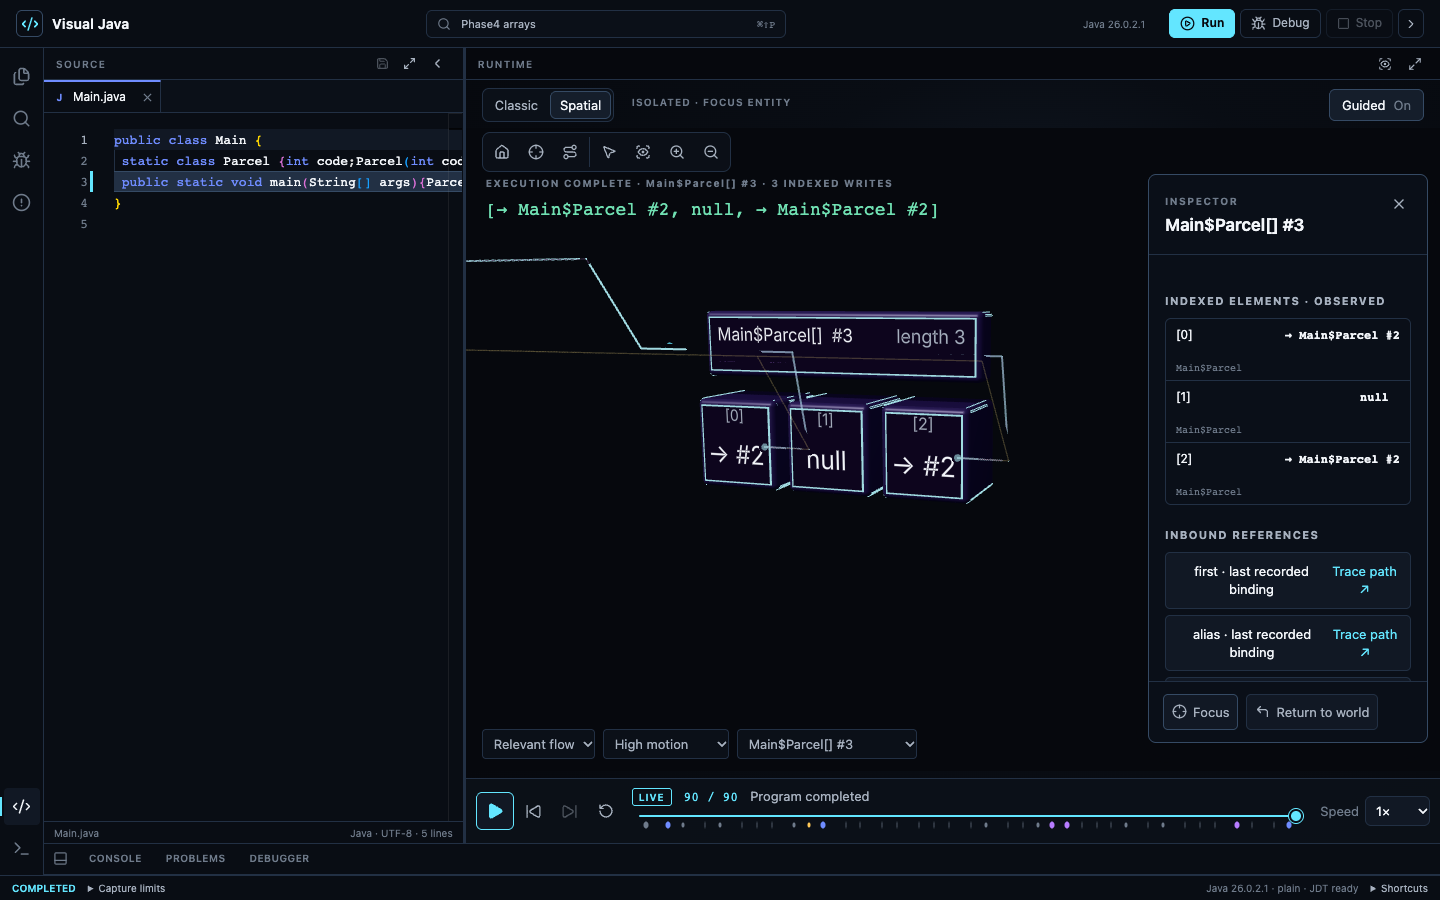 Visual Java
Phase4 arrays
⌘⇧P
Java 26.0.2.1
Run
Debug
Stop
SOURCE
RUNTIME
J Main.java
Classic
Spatial
ISOLATED · FOCUS ENTITY
Guided On
1 public class Main {
2 static class Parcel {int code;Parcel(int cod
3 public static void main(String[] args){Parce
4 }
5
EXECUTION COMPLETE · Main$Parcel[] #3 · 3 INDEXED WRITES
[→ Main$Parcel #2, null, → Main$Parcel #2]
Main$Parcel[] #3 length 3
[0] [1] [2]
→ #2 null → #2
INSPECTOR
Main$Parcel[] #3
INDEXED ELEMENTS · OBSERVED
[0] → Main$Parcel #2
Main$Parcel
[1] null
Main$Parcel
[2] → Main$Parcel #2
Main$Parcel
INBOUND REFERENCES
first · last recorded binding
Trace path ↗
alias · last recorded binding
Trace path ↗
Focus
Return to world
Relevant flow
High motion
Main$Parcel[] #3
LIVE 90 / 90 Program completed
Speed 1×
Main.java
Java · UTF-8 · 5 lines
CONSOLE
PROBLEMS
DEBUGGER
COMPLETED
Capture limits
Java 26.0.2.1 · plain · JDT ready
Shortcuts